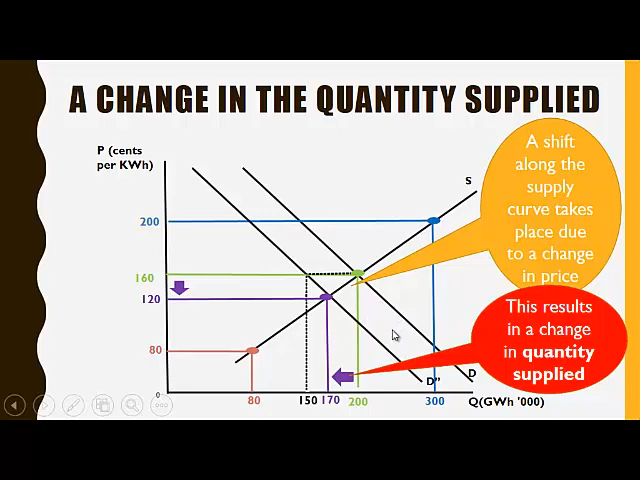 A CHANGE IN THE QUANTITY SUPPLIED
P (cents
per KWh)
200
160
120
80
0
80
150
170
200
300
Q(GWh '000)
S
D
D"
A shift
along the
supply
curve takes
place due
to a change
in price
This results
in a change
in quantity
supplied